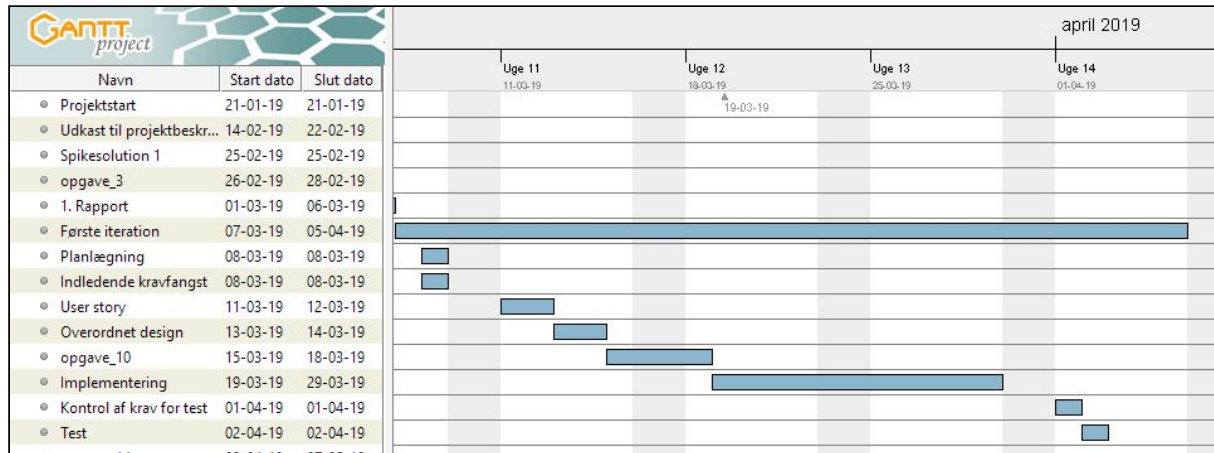 GANTT
project
april 2019
Uge 11
Uge 12
Uge 13
Uge 14
11-03-19
18-03-19
25-03-19
01-04-19
19-03-19
Navn Start dato Slut dato
Projektstart 21-01-19 21-01-19
Udkast til projektbeskr... 14-02-19 22-02-19
Spikesolution 1 25-02-19 25-02-19
opgave_3 26-02-19 28-02-19
1. Rapport 01-03-19 06-03-19
Første iteration 07-03-19 05-04-19
Planlægning 08-03-19 08-03-19
Indledende kravfangst 08-03-19 08-03-19
User story 11-03-19 12-03-19
Overordnet design 13-03-19 14-03-19
opgave_10 15-03-19 18-03-19
Implementering 19-03-19 29-03-19
Kontrol af krav for test 01-04-19 01-04-19
Test 02-04-19 02-04-19